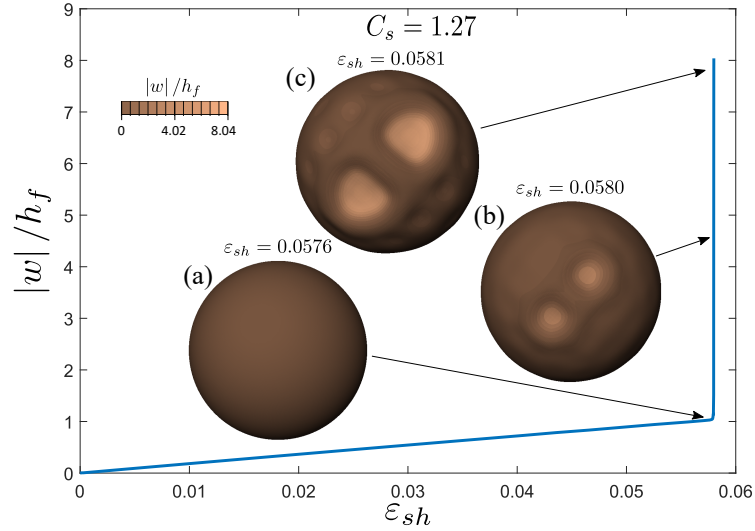 C_s = 1.27
(c)
ε_sh = 0.0581
|w| / h_f
0 4.02 8.04
(b)
ε_sh = 0.0580
(a)
ε_sh = 0.0576
|w| / h_f
9
8
7
6
5
4
3
2
1
0
0 0.01 0.02 0.03 0.04 0.05 0.06
ε_sh